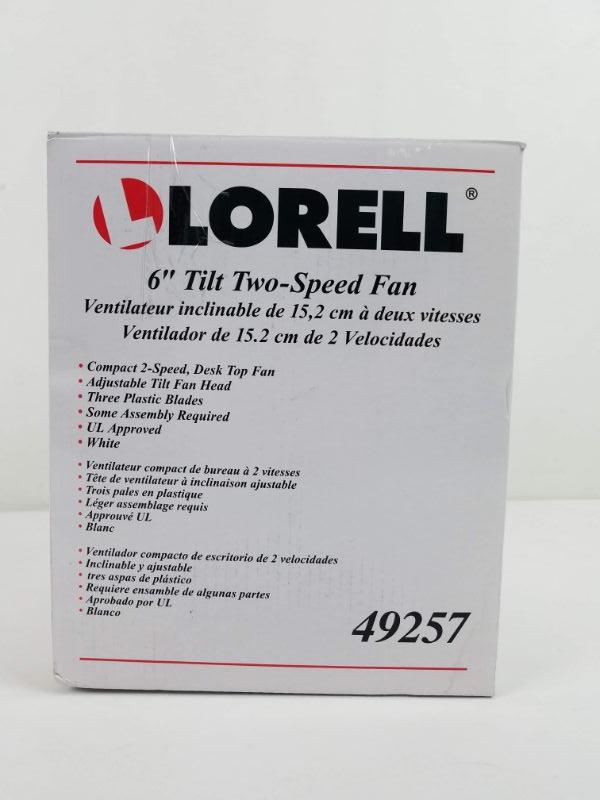 L LORELL®
6" Tilt Two-Speed Fan
Ventilateur inclinable de 15,2 cm à deux vitesses
Ventilador de 15.2 cm de 2 Velocidades
• Compact 2-Speed, Desk Top Fan
• Adjustable Tilt Fan Head
• Three Plastic Blades
• Some Assembly Required
• UL Approved
• White
• Ventilateur compact de bureau à 2 vitesses
• Tête de ventilateur à inclinaison ajustable
• Trois pales en plastique
• Léger assemblage requis
• Approuvé UL
• Blanc
• Ventilador compacto de escritorio de 2 velocidades
• Inclinable y ajustable
• tres aspas de plástico
• Requiere ensamble de algunas partes
• Aprobado por UL
• Blanco
49257